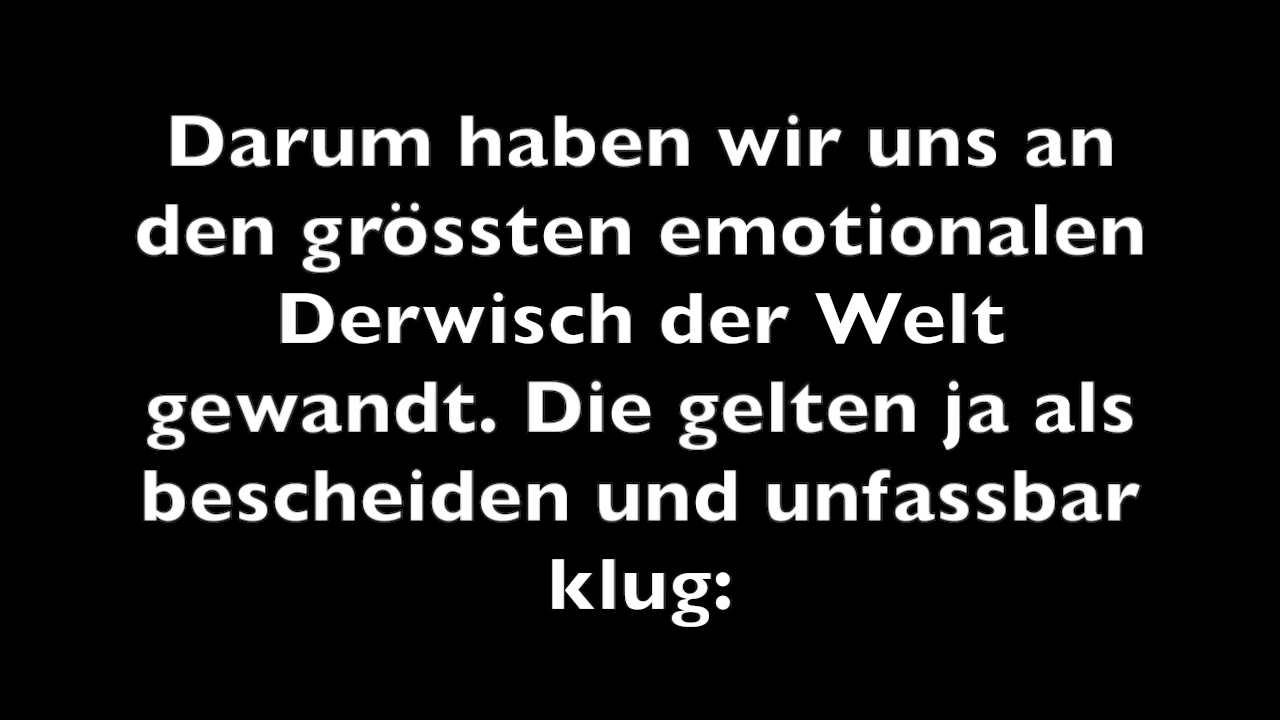 Darum haben wir uns an
den grössten emotionalen
Derwisch der Welt
gewandt. Die gelten ja als
bescheiden und unfassbar
klug: